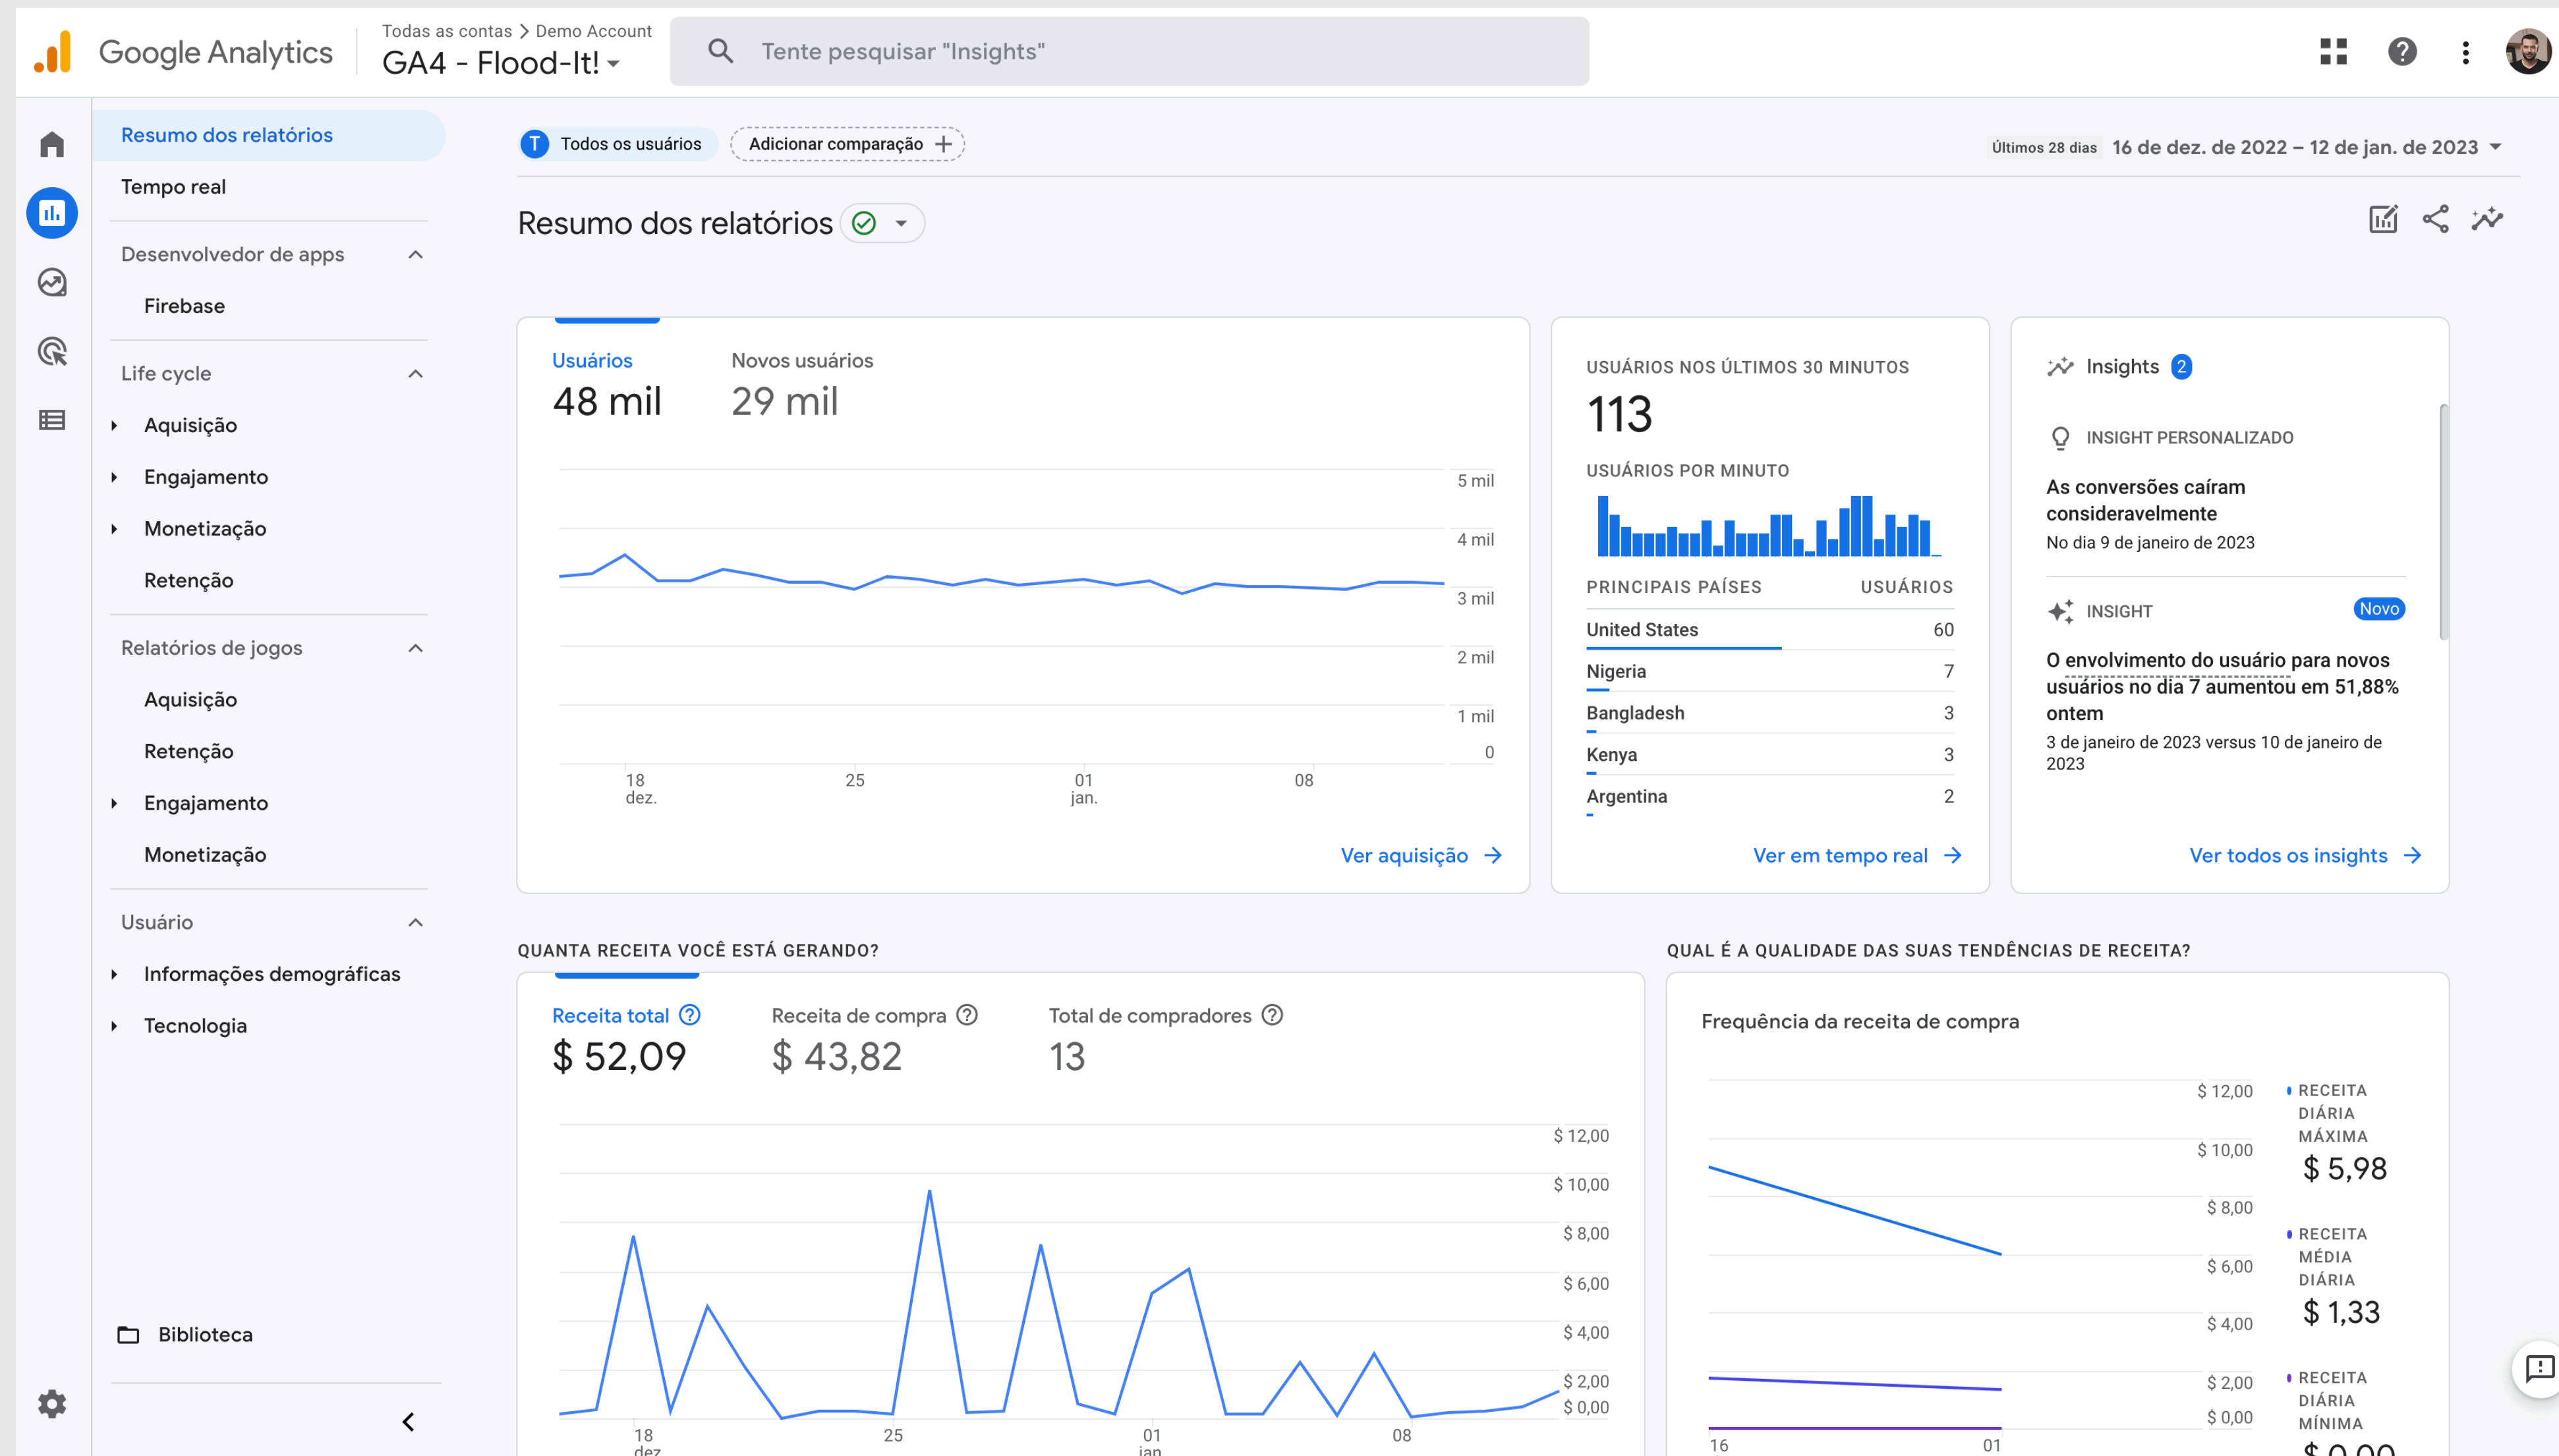 Google Analytics
Todas as contas > Demo Account
GA4 - Flood-It!
Tente pesquisar "Insights"
Resumo dos relatórios
Tempo real
Desenvolvedor de apps
Firebase
Life cycle
Aquisição
Engajamento
Monetização
Retenção
Relatórios de jogos
Aquisição
Retenção
Engajamento
Monetização
Usuário
Informações demográficas
Tecnologia
Biblioteca
T Todos os usuários
Adicionar comparação +
Últimos 28 dias 16 de dez. de 2022 – 12 de jan. de 2023
Resumo dos relatórios
Usuários
48 mil
Novos usuários
29 mil
5 mil
4 mil
3 mil
2 mil
1 mil
0
18
dez.
25
01
jan.
08
Ver aquisição
USUÁRIOS NOS ÚLTIMOS 30 MINUTOS
113
USUÁRIOS POR MINUTO
PRINCIPAIS PAÍSES USUÁRIOS
United States 60
Nigeria 7
Bangladesh 3
Kenya 3
Argentina 2
Ver em tempo real
Insights 2
INSIGHT PERSONALIZADO
As conversões caíram
consideravelmente
No dia 9 de janeiro de 2023
INSIGHT Novo
O envolvimento do usuário para novos
usuários no dia 7 aumentou em 51,88%
ontem
3 de janeiro de 2023 versus 10 de janeiro de
2023
Ver todos os insights
QUANTA RECEITA VOCÊ ESTÁ GERANDO?
Receita total
$ 52,09
Receita de compra
$ 43,82
Total de compradores
13
$ 12,00
$ 10,00
$ 8,00
$ 6,00
$ 4,00
$ 2,00
$ 0,00
18
dez
25
01
jan
08
QUAL É A QUALIDADE DAS SUAS TENDÊNCIAS DE RECEITA?
Frequência da receita de compra
$ 12,00
$ 10,00
$ 8,00
$ 6,00
$ 4,00
$ 2,00
$ 0,00
16
01
RECEITA
DIÁRIA
MÁXIMA
$ 5,98
RECEITA
MÉDIA
DIÁRIA
$ 1,33
RECEITA
DIÁRIA
MÍNIMA
$ 0,00